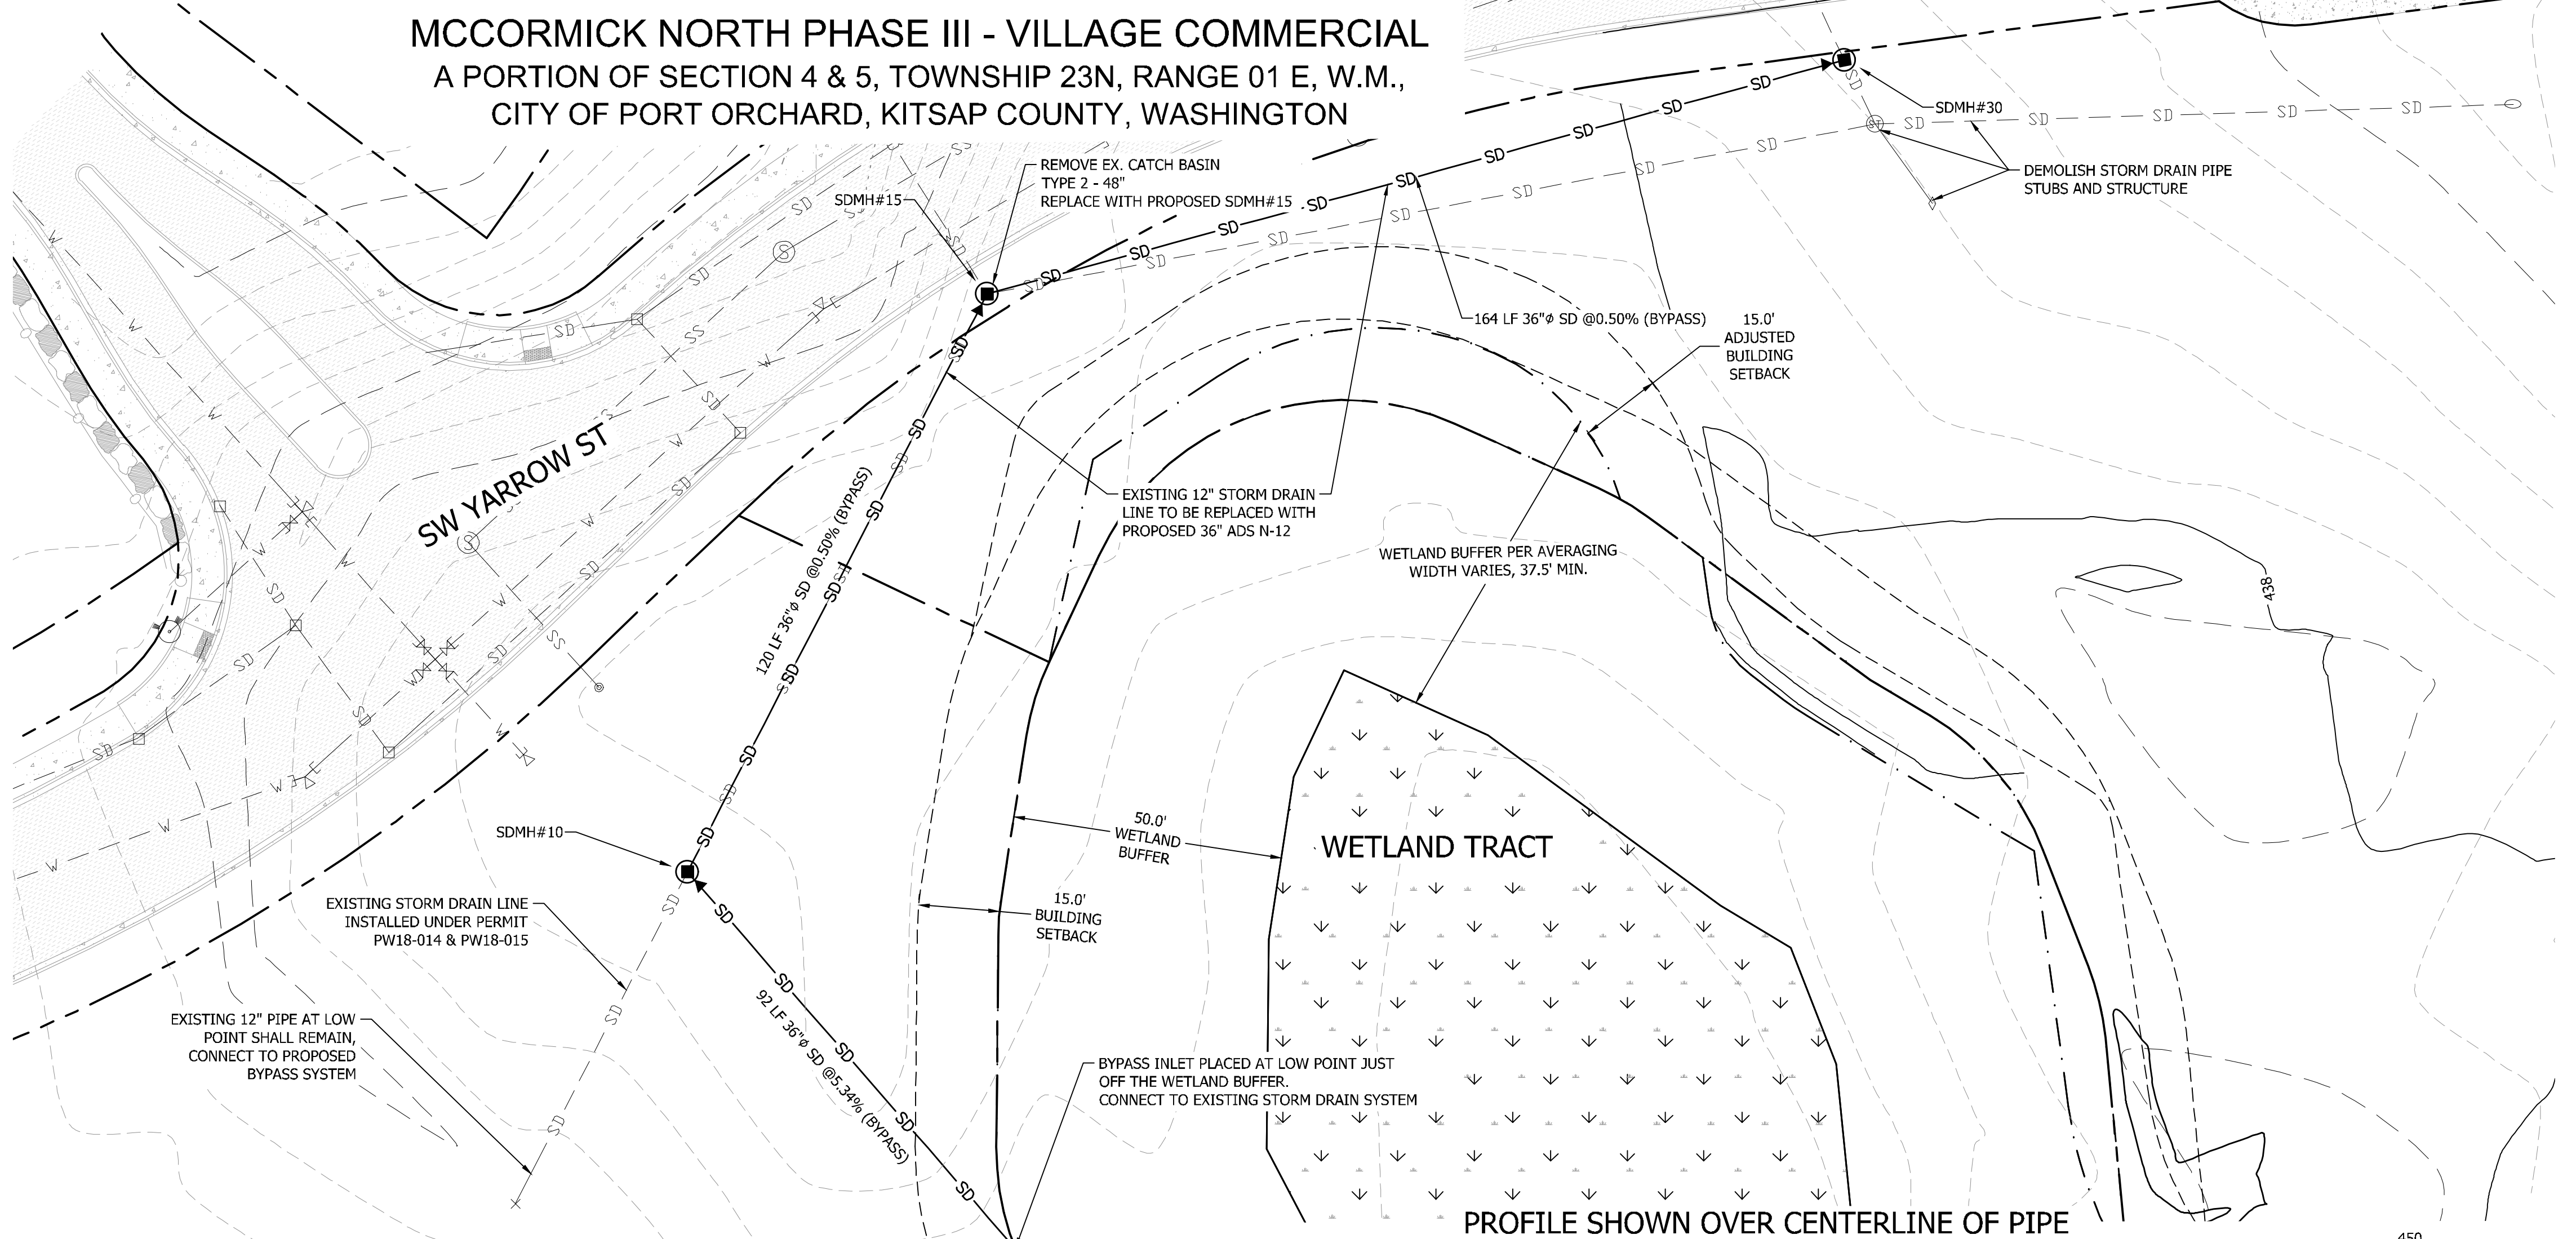 MCCORMICK NORTH PHASE III - VILLAGE COMMERCIAL
A PORTION OF SECTION 4 & 5, TOWNSHIP 23N, RANGE 01 E, W.M.,
CITY OF PORT ORCHARD, KITSAP COUNTY, WASHINGTON
REMOVE EX. CATCH BASIN
TYPE 2 - 48"
REPLACE WITH PROPOSED SDMH#15
SDMH#15
SDMH#30
DEMOLISH STORM DRAIN PIPE
STUBS AND STRUCTURE
164 LF 36"ø SD @0.50% (BYPASS)
15.0'
ADJUSTED
BUILDING
SETBACK
SW YARROW ST
120 LF 36"ø SD @0.50% (BYPASS)
EXISTING 12" STORM DRAIN
LINE TO BE REPLACED WITH
PROPOSED 36" ADS N-12
WETLAND BUFFER PER AVERAGING
WIDTH VARIES, 37.5' MIN.
438
SDMH#10
50.0'
WETLAND
BUFFER
WETLAND TRACT
15.0'
BUILDING
SETBACK
EXISTING STORM DRAIN LINE
INSTALLED UNDER PERMIT
PW18-014 & PW18-015
92 LF 36"ø SD @5.34% (BYPASS)
EXISTING 12" PIPE AT LOW
POINT SHALL REMAIN,
CONNECT TO PROPOSED
BYPASS SYSTEM
BYPASS INLET PLACED AT LOW POINT JUST
OFF THE WETLAND BUFFER.
CONNECT TO EXISTING STORM DRAIN SYSTEM
PROFILE SHOWN OVER CENTERLINE OF PIPE
450